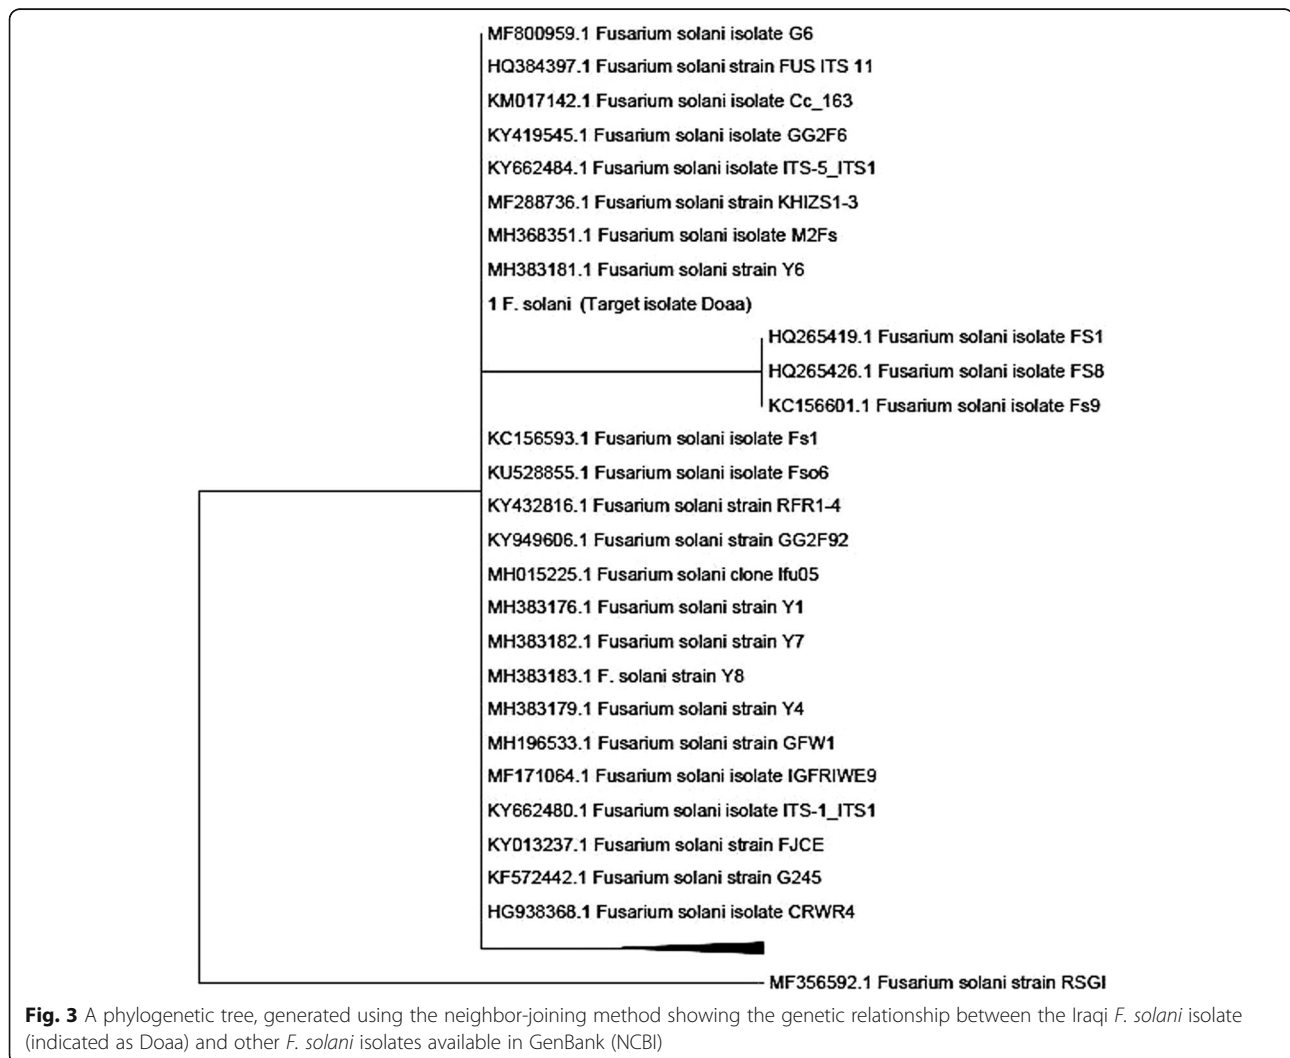 MF800959.1 Fusarium solani isolate G6
HQ384397.1 Fusarium solani strain FUS ITS 11
KM017142.1 Fusarium solani isolate Cc_163
KY419545.1 Fusarium solani isolate GG2F6
KY662484.1 Fusarium solani isolate ITS-5_ITS1
MF288736.1 Fusarium solani strain KHIZS1-3
MH368351.1 Fusarium solani isolate M2Fs
MH383181.1 Fusarium solani strain Y6
1 F. solani (Target isolate Doaa)
HQ265419.1 Fusarium solani isolate FS1
HQ265426.1 Fusarium solani isolate FS8
KC156601.1 Fusarium solani isolate Fs9
KC156593.1 Fusarium solani isolate Fs1
KU528855.1 Fusarium solani isolate Fso6
KY432816.1 Fusarium solani strain RFR1-4
KY949606.1 Fusarium solani strain GG2F92
MH015225.1 Fusarium solani clone Ifu05
MH383176.1 Fusarium solani strain Y1
MH383182.1 Fusarium solani strain Y7
MH383183.1 F. solani strain Y8
MH383179.1 Fusarium solani strain Y4
MH196533.1 Fusarium solani strain GFW1
MF171064.1 Fusarium solani isolate IGFRIWE9
KY662480.1 Fusarium solani isolate ITS-1_ITS1
KY013237.1 Fusarium solani strain FJCE
KF572442.1 Fusarium solani strain G245
HG938368.1 Fusarium solani isolate CRWR4
MF356592.1 Fusarium solani strain RSGI
Fig. 3 A phylogenetic tree, generated using the neighbor-joining method showing the genetic relationship between the Iraqi F. solani isolate
(indicated as Doaa) and other F. solani isolates available in GenBank (NCBI)